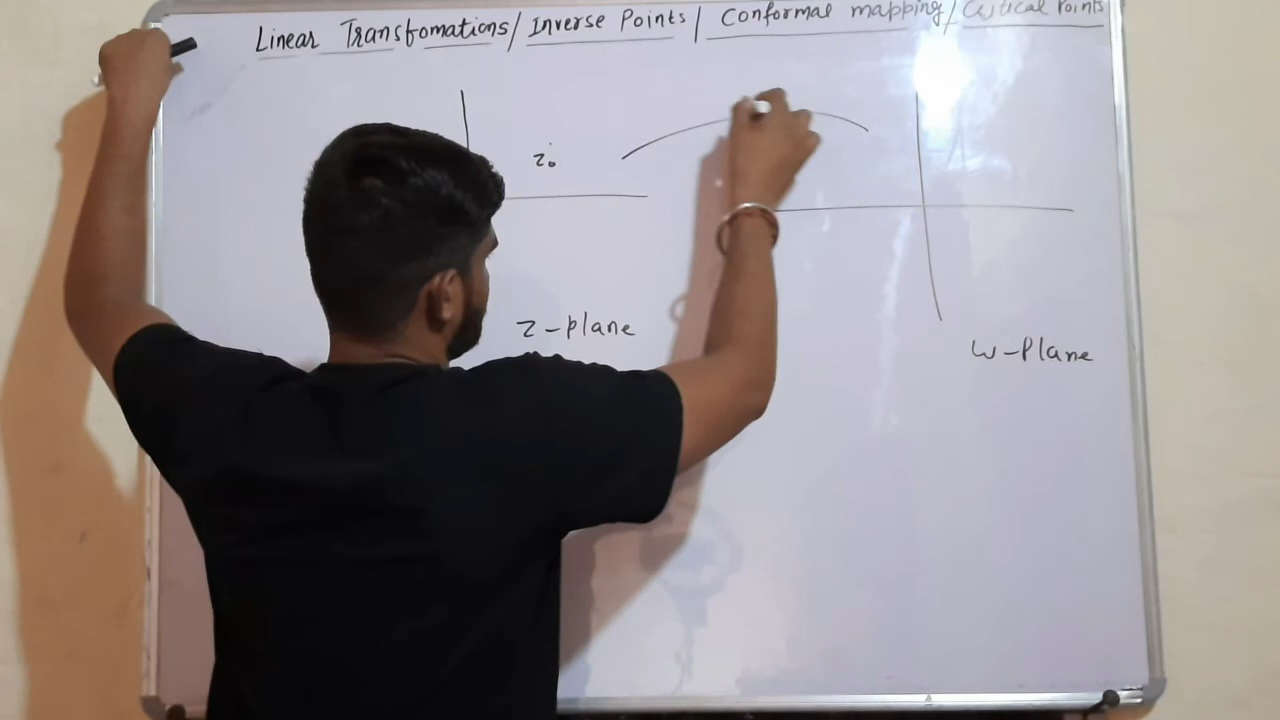 Linear Transfomations/ Inverse Points / Conformal mapping/ Critical Points
z₀
z-plane
w-Plane